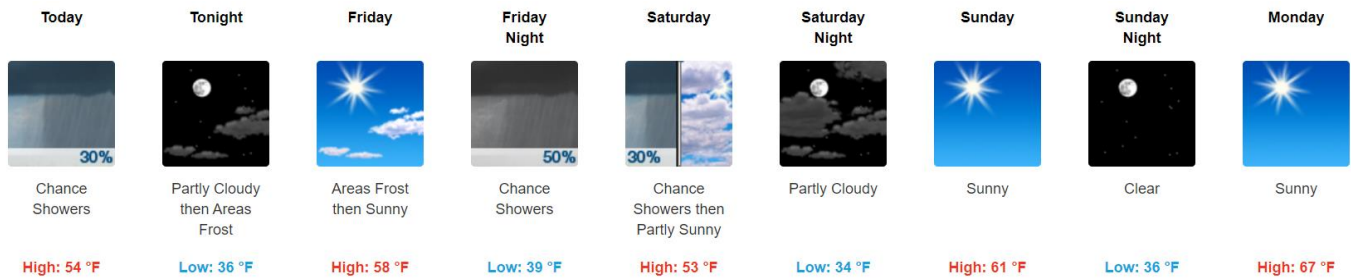 Today
Tonight
Friday
Friday
Night
Saturday
Saturday
Night
Sunday
Sunday
Night
Monday
30%
50%
30%
Chance
Showers
Partly Cloudy
then Areas
Frost
Areas Frost
then Sunny
Chance
Showers
Chance
Showers then
Partly Sunny
Partly Cloudy
Sunny
Clear
Sunny
High: 54 °F
Low: 36 °F
High: 58 °F
Low: 39 °F
High: 53 °F
Low: 34 °F
High: 61 °F
Low: 36 °F
High: 67 °F